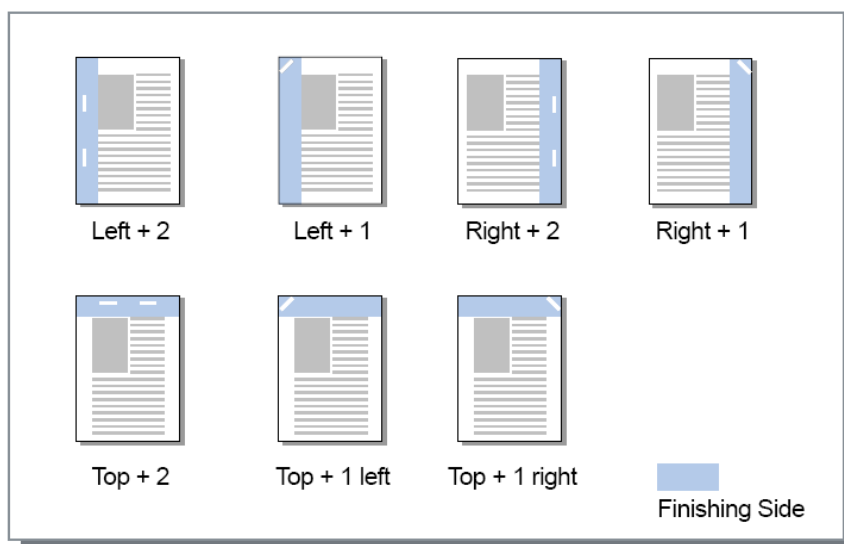 Left + 2
Left + 1
Right + 2
Right + 1
Top + 2
Top + 1 left
Top + 1 right
Finishing Side